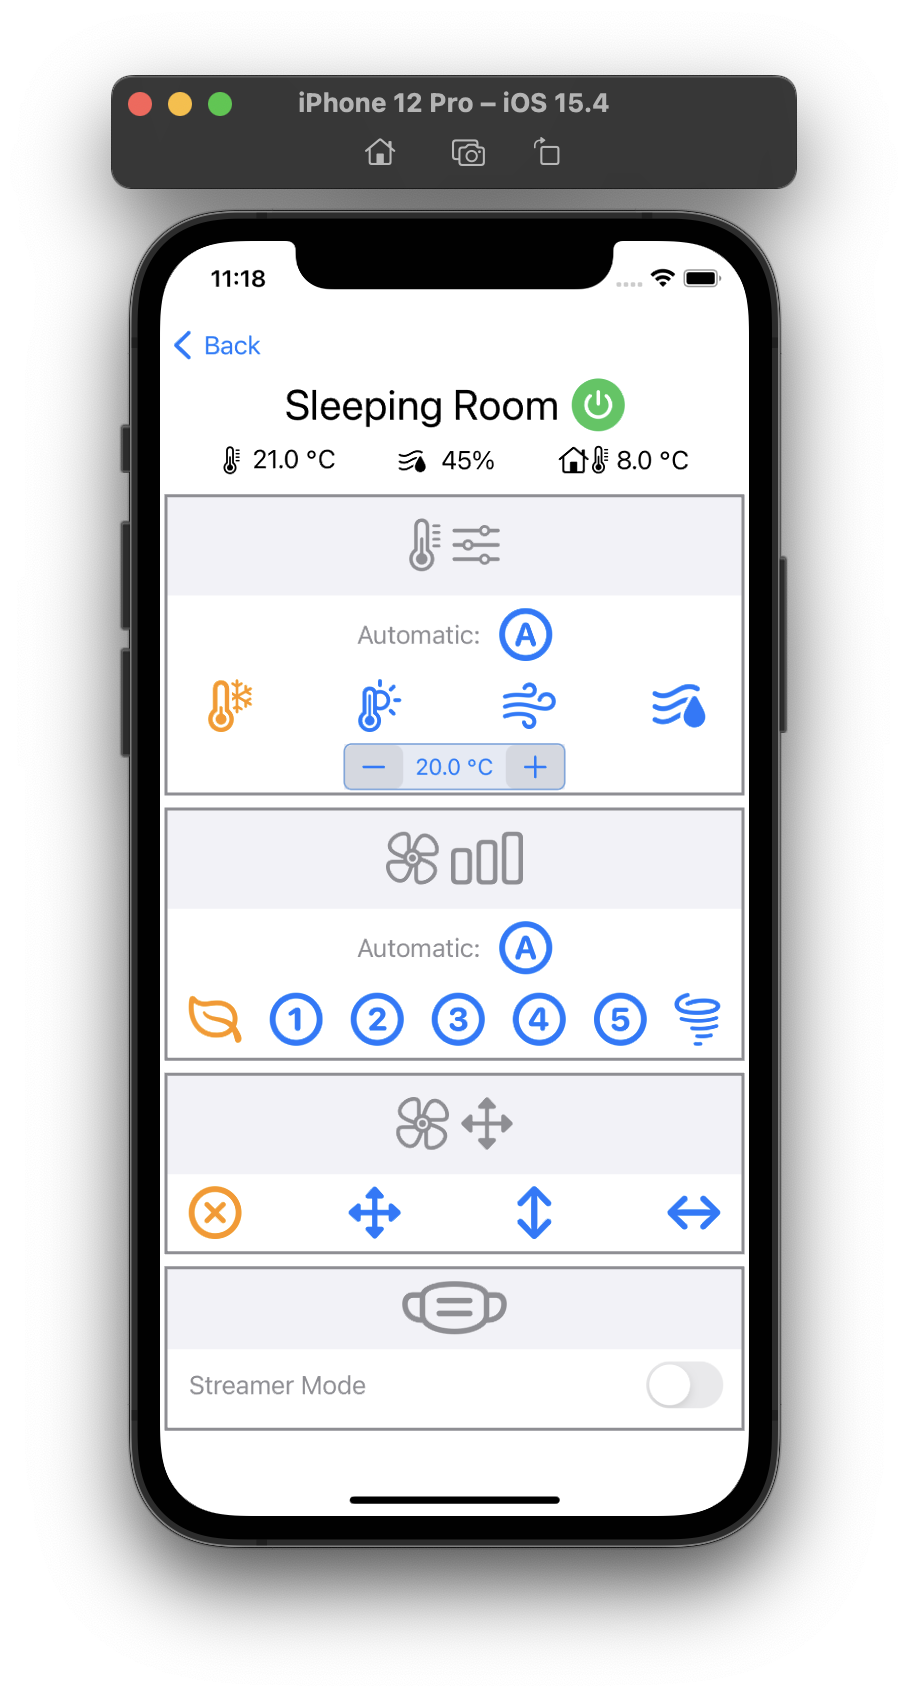 iPhone 12 Pro – iOS 15.4
11:18
Back
Sleeping Room
21.0 °C 45% 8.0 °C
Automatic: A
− 20.0 °C +
Automatic: A
1 2 3 4 5
Streamer Mode